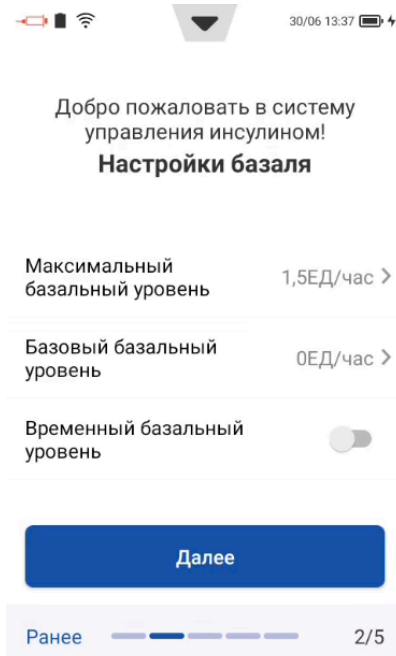 30/06 13:37
Добро пожаловать в систему
управления инсулином!
Настройки базаля
Максимальный
базальный уровень
1,5ЕД/час
Базовый базальный
уровень
0ЕД/час
Временный базальный
уровень
Далее
Ранее
2/5